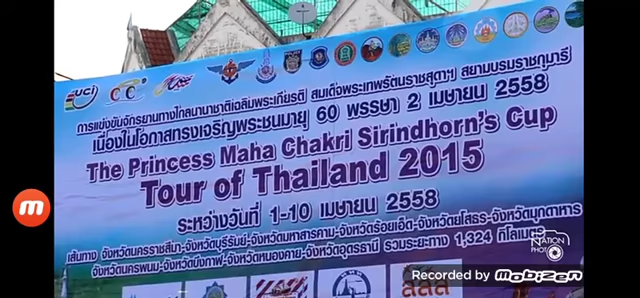 uci
การแข่งขันจักรยานทางไกลนานาชาติเฉลิมพระเกียรติ สมเด็จพระเทพรัตนราชสุดาฯ สยามบรมราชกุมารี
เนื่องในโอกาสทรงเจริญพระชนมายุ 60 พรรษา 2 เมษายน 2558
The Princess Maha Chakri Sirindhorn's Cup
Tour of Thailand 2015
ระหว่างวันที่ 1-10 เมษายน 2558
เส้นทาง จังหวัดนครราชสีมา-จังหวัดบุรีรัมย์-จังหวัดมหาสารคาม-จังหวัดร้อยเอ็ด-จังหวัดยโสธร-จังหวัดมุกดาหาร
จังหวัดนครพนม-จังหวัดบึงกาฬ-จังหวัดหนองคาย-จังหวัดอุดรธานี รวมระยะทาง 1,324 กิโลเมตร
NATION
PHOTO
Recorded by MOBIZEN